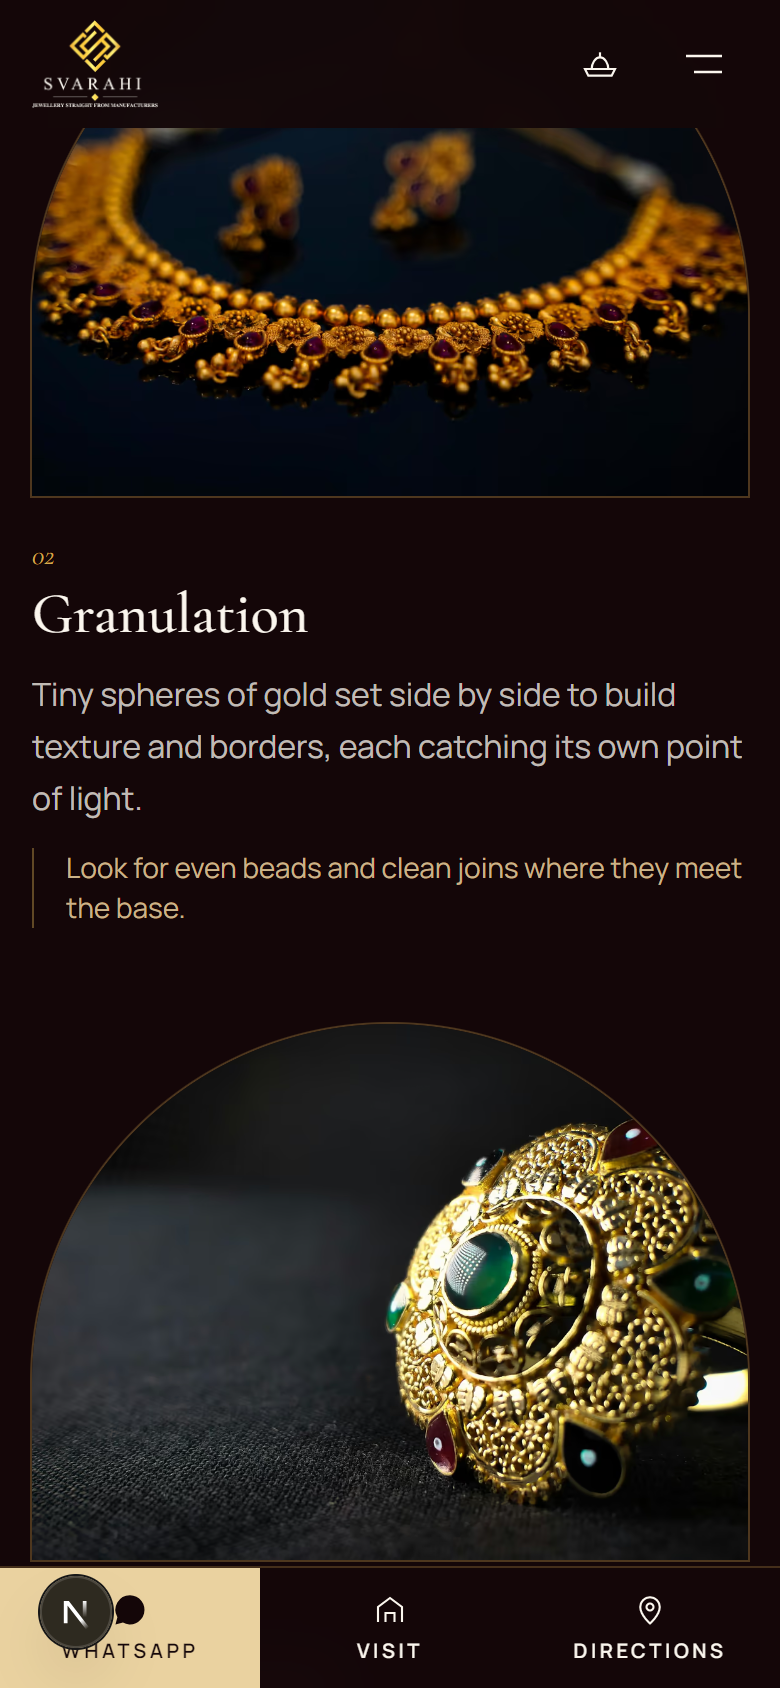 SVARAHI
JEWELLERY STRAIGHT FROM MANUFACTURERS
02
Granulation
Tiny spheres of gold set side by side to build
texture and borders, each catching its own point
of light.
Look for even beads and clean joins where they meet
the base.
N
WHATSAPP
VISIT
DIRECTIONS